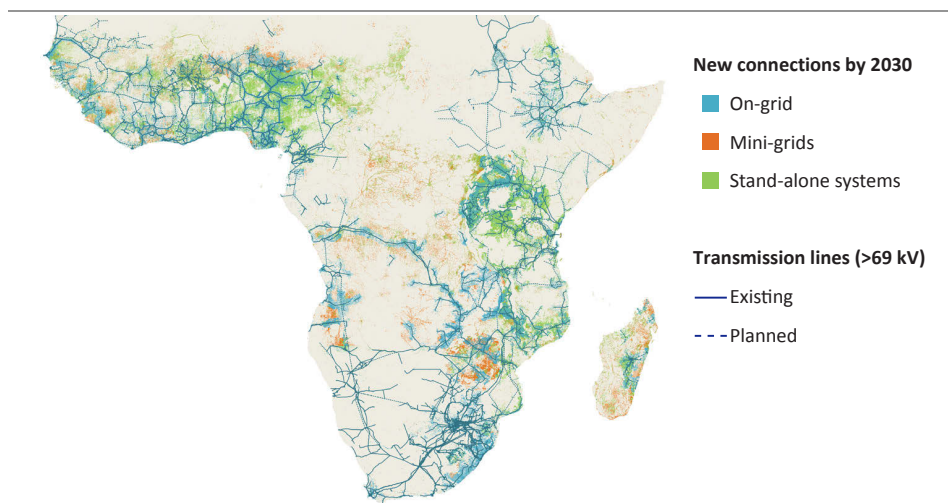 New connections by 2030
On-grid
Mini-grids
Stand-alone systems
Transmission lines (>69 kV)
Existing
Planned